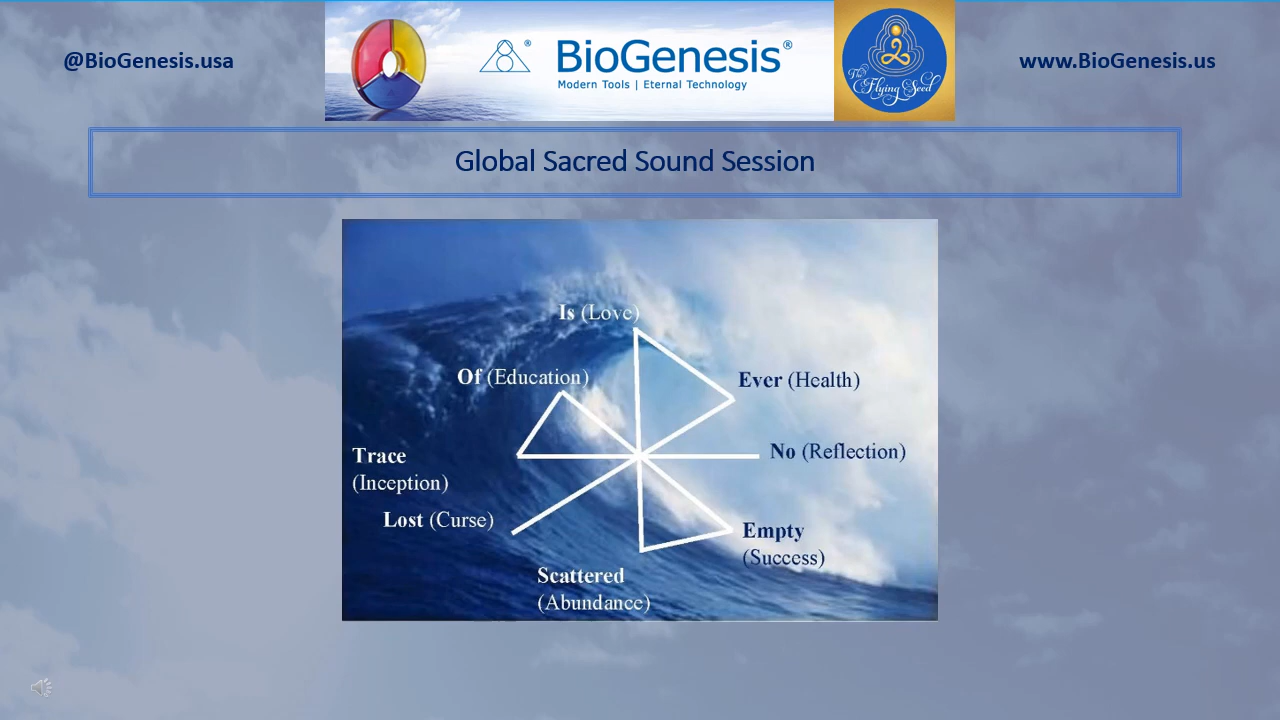 @BioGenesis.usa
BioGenesis®
Modern Tools | Eternal Technology
The Flying Seed
www.BioGenesis.us
Global Sacred Sound Session
Is (Love)
Of (Education)
Ever (Health)
No (Reflection)
Trace
(Inception)
Lost (Curse)
Empty
(Success)
Scattered
(Abundance)